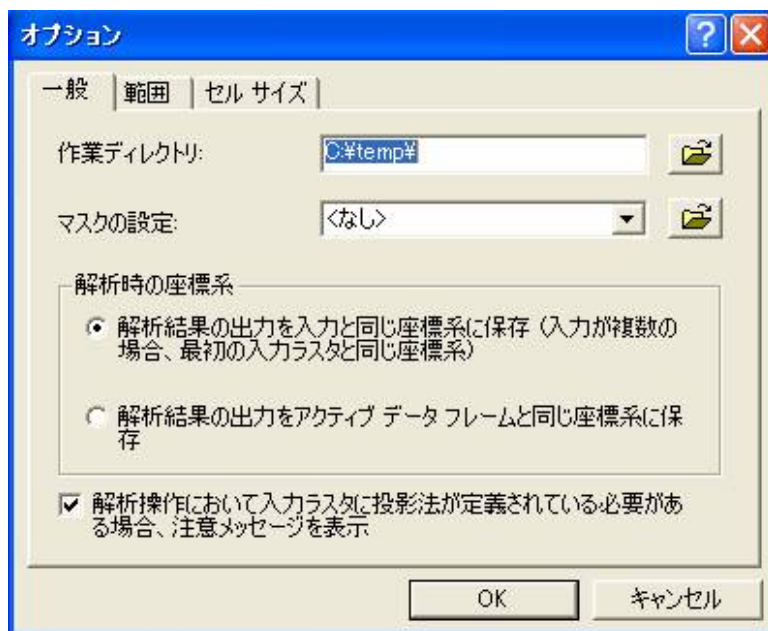 オプション
一般 範囲 セル サイズ
作業ディレクトリ: C:¥temp¥
マスクの設定: <なし>
解析時の座標系
解析結果の出力を入力と同じ座標系に保存 (入力が複数の
場合、最初の入力ラスタと同じ座標系)
解析結果の出力をアクティブ データ フレームと同じ座標系に保
存
解析操作において入力ラスタに投影法が定義されている必要があ
る場合、注意メッセージを表示
OK キャンセル